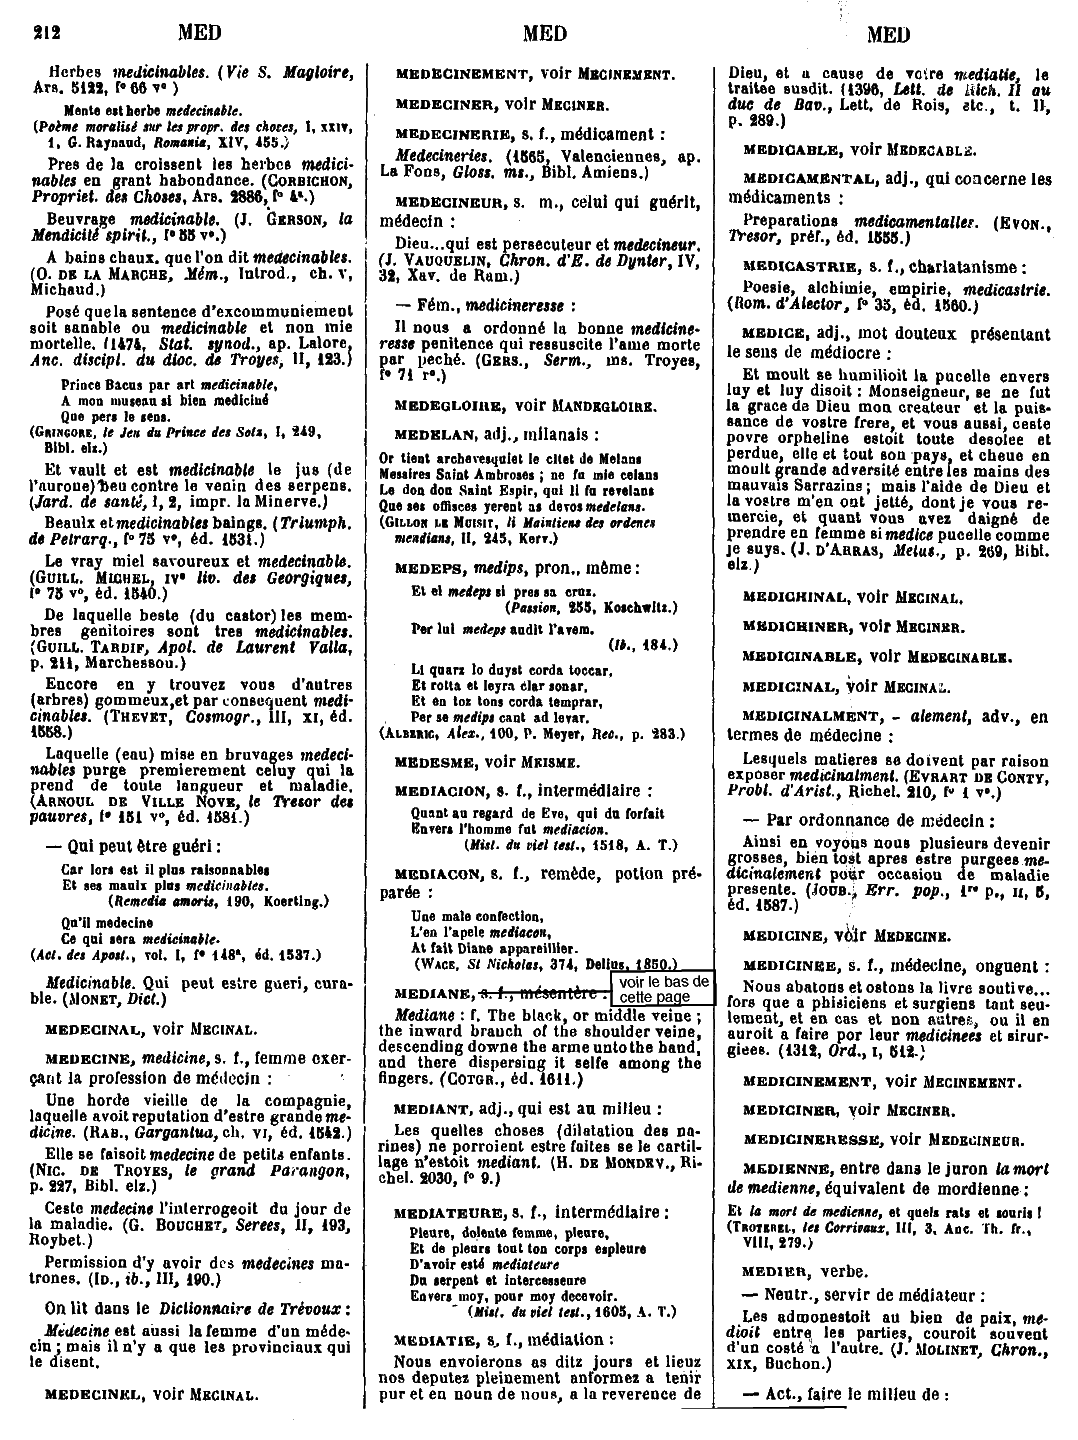 212 MED MED MED
Herbes medicinables. (Vie S. Magloire,
Ars. 5122, f° 66 v°)
Mente est herbe medecinable.
(Poème moralisé sur les propr. des choses, I, XXIV,
1, G. Raynaud, Romania, XIV, 455.)
Pres de la croissent les herbes medici-
nables en grant habondance. (CORBICHON,
Propriet. des Choses, Ars. 2886, f° 4ª.)
Beuvrage medicinable. (J. GERSON, la
Mendicité spirit., f° 55 v°.)
A bains chaux, que l'on dit medecinables.
(O. DE LA MARCHE, Mém., Introd., ch. V,
Michaud.)
Posé que la sentence d'excommuniement
soit sanable ou medicinable et non mie
mortelle. (1474, Stat. synod., ap. Lalore,
Anc. discipl. du dioc. de Troyes, II, 123.)
Prince Bacus par art medicinable,
A mon museau si bien mediciné
Que pers le sens.
(GRINGORE, le Jeu du Prince des Sotz, I, 249,
Bibl. elz.)
Et vault et est medicinable le jus (de
l'aurone) beu contre le venin des serpens.
(Jard. de santé, I, 2, impr. la Minerve.)
Beaulx et medicinables baings. (Triumph.
de Petrarq., f° 75 v°, éd. 1531.)
Le vray miel savoureux et medecinable.
(GUILL. MICHEL, IV° liv. des Georgiques,
f° 75 v°, éd. 1540.)
De laquelle beste (du castor) les mem-
bres genitoires sont tres medicinables.
(GUILL. TARDIF, Apol. de Laurent Valla,
p. 211, Marchessou.)
Encore en y trouvez vous d'autres
(arbres) gommeux, et par consequent medi-
cinables. (THEVET, Cosmogr., III, XI, éd.
1558.)
Laquelle (eau) mise en bruvages medeci-
nables purge premierement celuy qui la
prend de toute langueur et maladie.
(ARNOUL DE VILLE NOVE, le Tresor des
pauvres, f° 151 v°, éd. 1581.)
— Qui peut être guéri :
Car lors est il plus raisonnables
Et ses maulx plus medicinables.
(Remedia amoris, 190, Koerting.)
Qu'il medecine
Ce qui sera medicinable.
(Act. des Apost., vol. I, f° 148ª, éd. 1537.)
Medicinable. Qui peut estre gueri, cura-
ble. (MONET, Dict.)
MEDECINAL, voir MECINAL.
MEDECINE, medicine, s. f., femme exer-
çant la profession de médecin :
Une horde vieille de la compagnie,
laquelle avoit reputation d'estre grande me-
dicine. (RAB., Gargantua, ch. VI, éd. 1542.)
Elle se faisoit medecine de petits enfants.
(NIC. DE TROYES, le grand Parangon,
p. 227, Bibl. elz.)
Ceste medecine l'interrogeoit du jour de
la maladie. (G. BOUCHET, Serees, II, 193,
Roybet.)
Permission d'y avoir des medecines ma-
trones. (ID., ib., III, 190.)
On lit dans le Dictionnaire de Trévoux :
Médecine est aussi la femme d'un méde-
cin ; mais il n'y a que les provinciaux qui
le disent.
MEDECINEL, voir MECINAL.
MEDECINEMENT, voir MECINEMENT.
MEDECINER, voir MECINER.
MEDECINERIE, s. f., médicament :
Medecineries. (1565, Valenciennes, ap.
La Fons, Gloss. ms., Bibl. Amiens.)
MEDECINEUR, s. m., celui qui guérit,
médecin :
Dieu...qui est persecuteur et medecineur.
(J. VAUQUELIN, Chron. d'E. de Dynter, IV,
32, Xav. de Ram.)
— Fém., medicineresse :
Il nous a ordonné la bonne medicine-
resse penitence qui ressuscite l'ame morte
par peché. (GERS., Serm., ms. Troyes,
f° 71 r°.)
MEDEGLOIRE, voir MANDEGLOIRE.
MEDELAN, adj., milanais :
Or tient archevesquiet le citet de Melans
Messires Saint Ambroses ; ne fu mie celans
Le don don Saint Espir, qui li fu revelans
Que ses offisces yerent as devos medelans.
(GILLON LE MUISIT, li Maintiens des ordenes
mendians, II, 245, Kerv.)
MEDEPS, medips, pron., même :
Et el medeps si pres sa cruz.
(Passion, 255, Koschwitz.)
Per lui medeps audit l'avem.
(Ib., 184.)
Li quarz lo duyst corda toccar,
Et rotta et leyra clar sonar,
Et en toz tons corda temprar,
Per se medips cant ad levar.
(ALBERIC, Alex., 100, P. Meyer, Rec., p. 283.)
MEDESME, voir MEISME.
MEDIACION, s. f., intermédiaire :
Quant au regard de Eve, qui du forfait
Envers l'homme fut mediacion.
(Mist. du viel test., 1518, A. T.)
MEDIACON, s. f., remède, potion pré-
parée :
Une male confection,
L'en l'apele mediacon,
At fait Diane appareillier.
(WACE, St Nicholas, 374, Delius, 1850.)
MEDIANE, s. f., mésentère : voir le bas de
cette page
Mediane : f. The black, or middle veine ;
the inward branch of the shoulder veine,
descending downe the arme unto the hand,
and there dispersing it selfe among the
fingers. (COTGR., éd. 1611.)
MEDIANT, adj., qui est au milieu :
Les quelles choses (dilatation des na-
rines) ne porroient estre faites se le cartil-
lage n'estoit mediant. (H. DE MONDEV., Ri-
chel. 2030, f° 9.)
MEDIATEURE, s. f., intermédiaire :
Pleure, dolente femme, pleure,
Et de pleurs tout ton corps espleure
D'avoir esté mediateure
Du serpent et intercesseure
Envers moy, pour moy decevoir.
(Mist. du viel test., 1605, A. T.)
MEDIATIE, s. f., médiation :
Nous envoierons as ditz jours et lieuz
nos deputez pleinement anformez a tenir
pur et en noun de nous, a la reverence de
Dieu, et a cause de votre mediatie, le
traitee susdit. (1396, Lett. de Rich. II au
duc de Bav., Lett. de Rois, etc., t. II,
p. 289.)
MEDICABLE, voir MEDECABLE.
MEDICAMENTAL, adj., qui concerne les
médicaments :
Preparations medicamentalles. (EVON.,
Tresor, préf., éd. 1555.)
MEDICASTRIE, s. f., charlatanisme :
Poesie, alchimie, empirie, medicastrie.
(Rom. d'Alector, f° 35, éd. 1560.)
MEDICE, adj., mot douteux présentant
le sens de médiocre :
Et moult se humilioit la pucelle envers
luy et luy disoit : Monseigneur, se ne fut
la grace de Dieu mon createur et la puis-
sance de vostre frere, et vous aussi, ceste
povre orpheline estoit toute desolee et
perdue, elle et tout son pays, et cheue en
moult grande adversité entre les mains des
mauvais Sarrazins ; mais l'aide de Dieu et
la vostre m'en ont jetté, dont je vous re-
mercie, et quant vous avez daigné de
prendre en femme si medice pucelle comme
je suys. (J. D'ARRAS, Melus., p. 269, Bibl.
elz.)
MEDICHINAL, voir MECINAL.
MEDICHINER, voir MECINER.
MEDICINABLE, voir MEDECINABLE.
MEDICINAL, voir MECINAL.
MEDICINALMENT, - alement, adv., en
termes de médecine :
Lesquels matieres se doivent par raison
exposer medicinalment. (EVRART DE CONTY,
Probl. d'Arist., Richel. 210, f° 1 v°.)
— Par ordonnance de médecin :
Ainsi en voyons nous plusieurs devenir
grosses, bien tost apres estre purgees me-
dicinalement pour occasion de maladie
presente. (JOUB., Err. pop., 1re p., II, 5,
éd. 1587.)
MEDICINE, voir MEDECINE.
MEDICINEE, s. f., médecine, onguent :
Nous abatons et ostons la livre soutive...
fors que a phisiciens et surgiens tant seu-
lement, et en cas et non autres, ou il en
auroit a faire por leur medicinees et sirur-
giees. (1312, Ord., I, 512.)
MEDICINEMENT, voir MECINEMENT.
MEDICINER, voir MECINER.
MEDICINERESSE, voir MEDECINEUR.
MEDIENNE, entre dans le juron la mort
de medienne, équivalent de mordienne :
Et la mort de medienne, et quels rats et souris !
(TROTEREL, les Corrivaux, III, 3, Anc. Th. fr.,
VIII, 279.)
MEDIER, verbe.
— Neutr., servir de médiateur :
Les admonestoit au bien de paix, me-
dioit entre les parties, couroit souvent
d'un costé a l'autre. (J. MOLINET, Chron.,
XIX, Buchon.)
— Act., faire le milieu de :